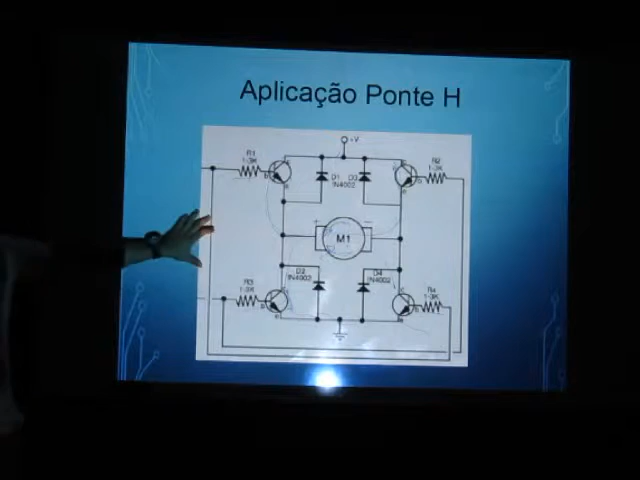 Aplicação Ponte H
+V
R1
1-3K
D1
1N4002
D3
R2
1-3K
+
M1
D2
1N4002
D4
1N4002
R3
1-3K
R4
1-3K